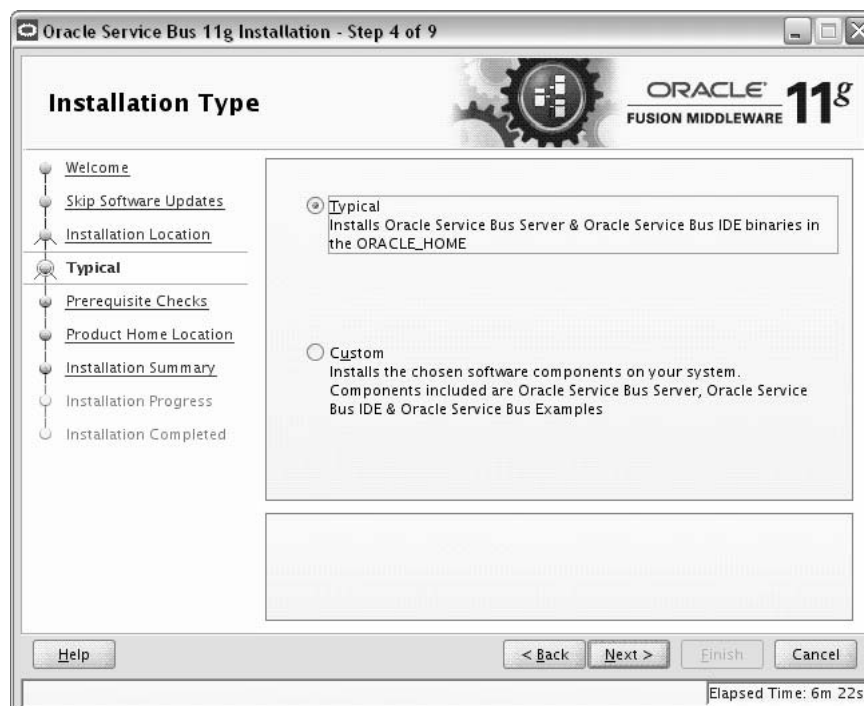 Oracle Service Bus 11g Installation - Step 4 of 9
Installation Type
ORACLE
FUSION MIDDLEWARE
11g
Welcome
Skip Software Updates
Installation Location
Typical
Prerequisite Checks
Product Home Location
Installation Summary
Installation Progress
Installation Completed
Typical
Installs Oracle Service Bus Server & Oracle Service Bus IDE binaries in
the ORACLE_HOME
Custom
Installs the chosen software components on your system.
Components included are Oracle Service Bus Server, Oracle Service
Bus IDE & Oracle Service Bus Examples
Help
< Back
Next >
Finish
Cancel
Elapsed Time: 6m 22s